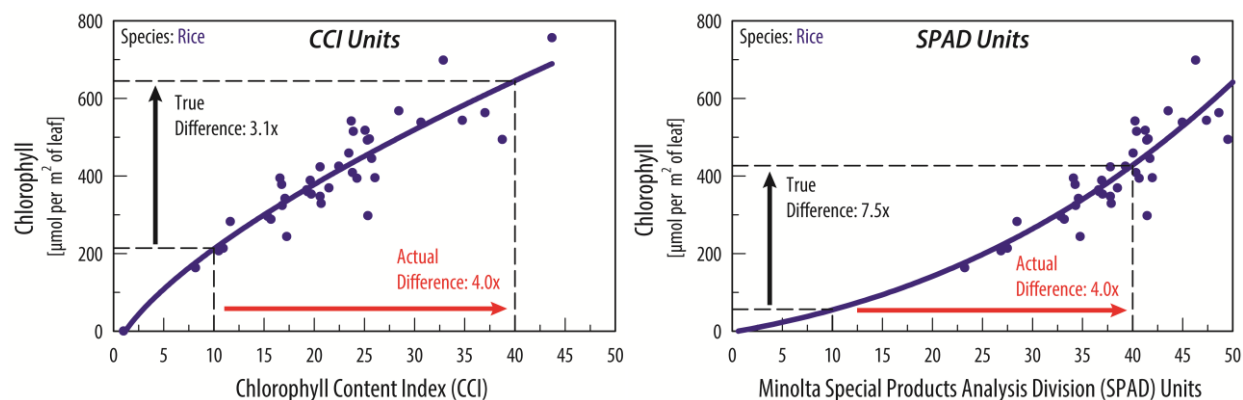 Species: Rice
CCI Units
800
600
400
200
0
Chlorophyll
[µmol per m² of leaf]
True
Difference: 3.1x
Actual
Difference: 4.0x
0 5 10 15 20 25 30 35 40 45 50
Chlorophyll Content Index (CCI)
Species: Rice
SPAD Units
800
600
400
200
0
Chlorophyll
[µmol per m² of leaf]
True
Difference: 7.5x
Actual
Difference: 4.0x
0 5 10 15 20 25 30 35 40 45 50
Minolta Special Products Analysis Division (SPAD) Units